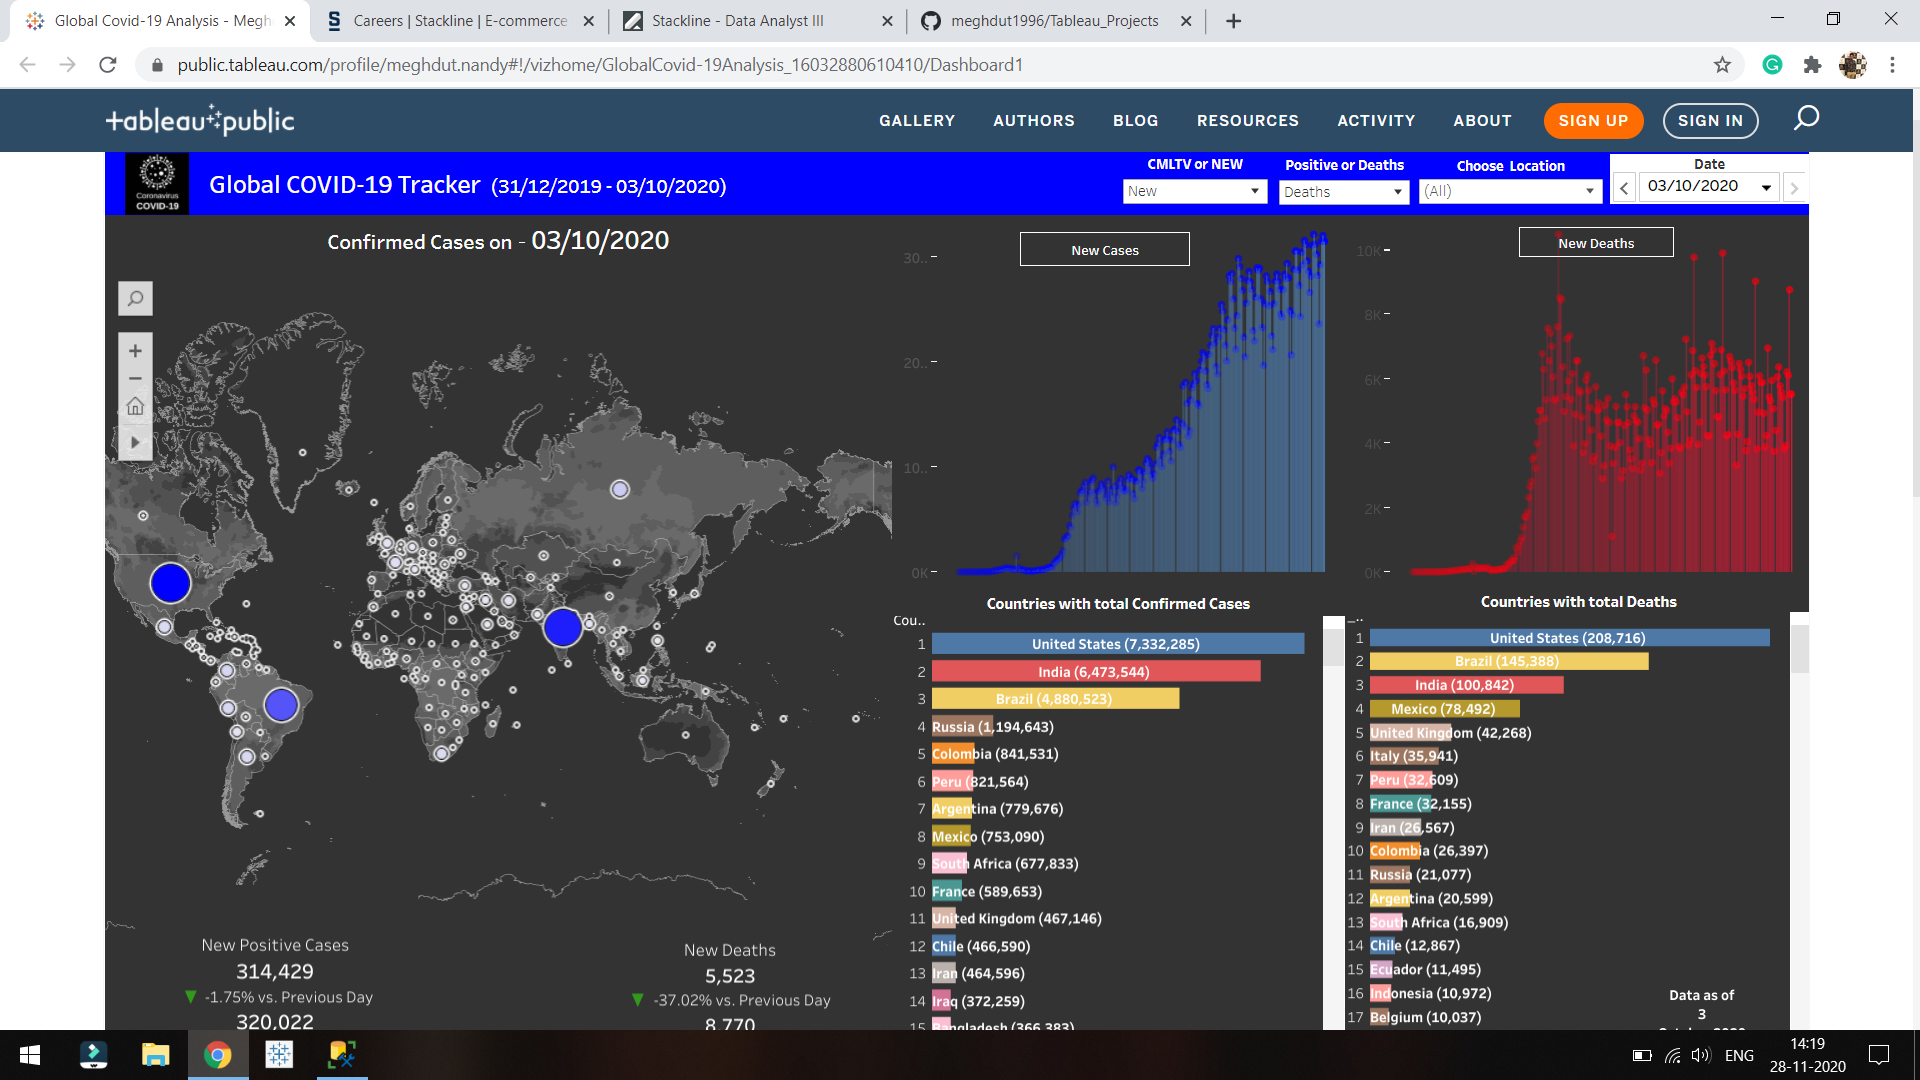 Global Covid-19 Analysis - Megh
Careers | Stackline | E-commerce
Stackline - Data Analyst III
meghdut1996/Tableau_Projects
public.tableau.com/profile/meghdut.nandy#!/vizhome/GlobalCovid-19Analysis_16032880610410/Dashboard1
+ableau public
GALLERY
AUTHORS
BLOG
RESOURCES
ACTIVITY
ABOUT
SIGN UP
SIGN IN
Coronavirus
COVID-19
Global COVID-19 Tracker (31/12/2019 - 03/10/2020)
CMLTV or NEW
New
Positive or Deaths
Deaths
Choose Location
(All)
Date
03/10/2020
Confirmed Cases on - 03/10/2020
New Cases
30..
20..
10..
0K
New Deaths
10K
8K
6K
4K
2K
0K
New Positive Cases
314,429
▼ -1.75% vs. Previous Day
320,022
New Deaths
5,523
▼ -37.02% vs. Previous Day
8,770
Countries with total Confirmed Cases
Cou..
1 United States (7,332,285)
2 India (6,473,544)
3 Brazil (4,880,523)
4 Russia (1,194,643)
5 Colombia (841,531)
6 Peru (821,564)
7 Argentina (779,676)
8 Mexico (753,090)
9 South Africa (677,833)
10 France (589,653)
11 United Kingdom (467,146)
12 Chile (466,590)
13 Iran (464,596)
14 Iraq (372,259)
15 Bangladesh (366,383)
Countries with total Deaths
1 United States (208,716)
2 Brazil (145,388)
3 India (100,842)
4 Mexico (78,492)
5 United Kingdom (42,268)
6 Italy (35,941)
7 Peru (32,609)
8 France (32,155)
9 Iran (26,567)
10 Colombia (26,397)
11 Russia (21,077)
12 Argentina (20,599)
13 South Africa (16,909)
14 Chile (12,867)
15 Ecuador (11,495)
16 Indonesia (10,972)
17 Belgium (10,037)
Data as of
3
ENG
14:19
28-11-2020